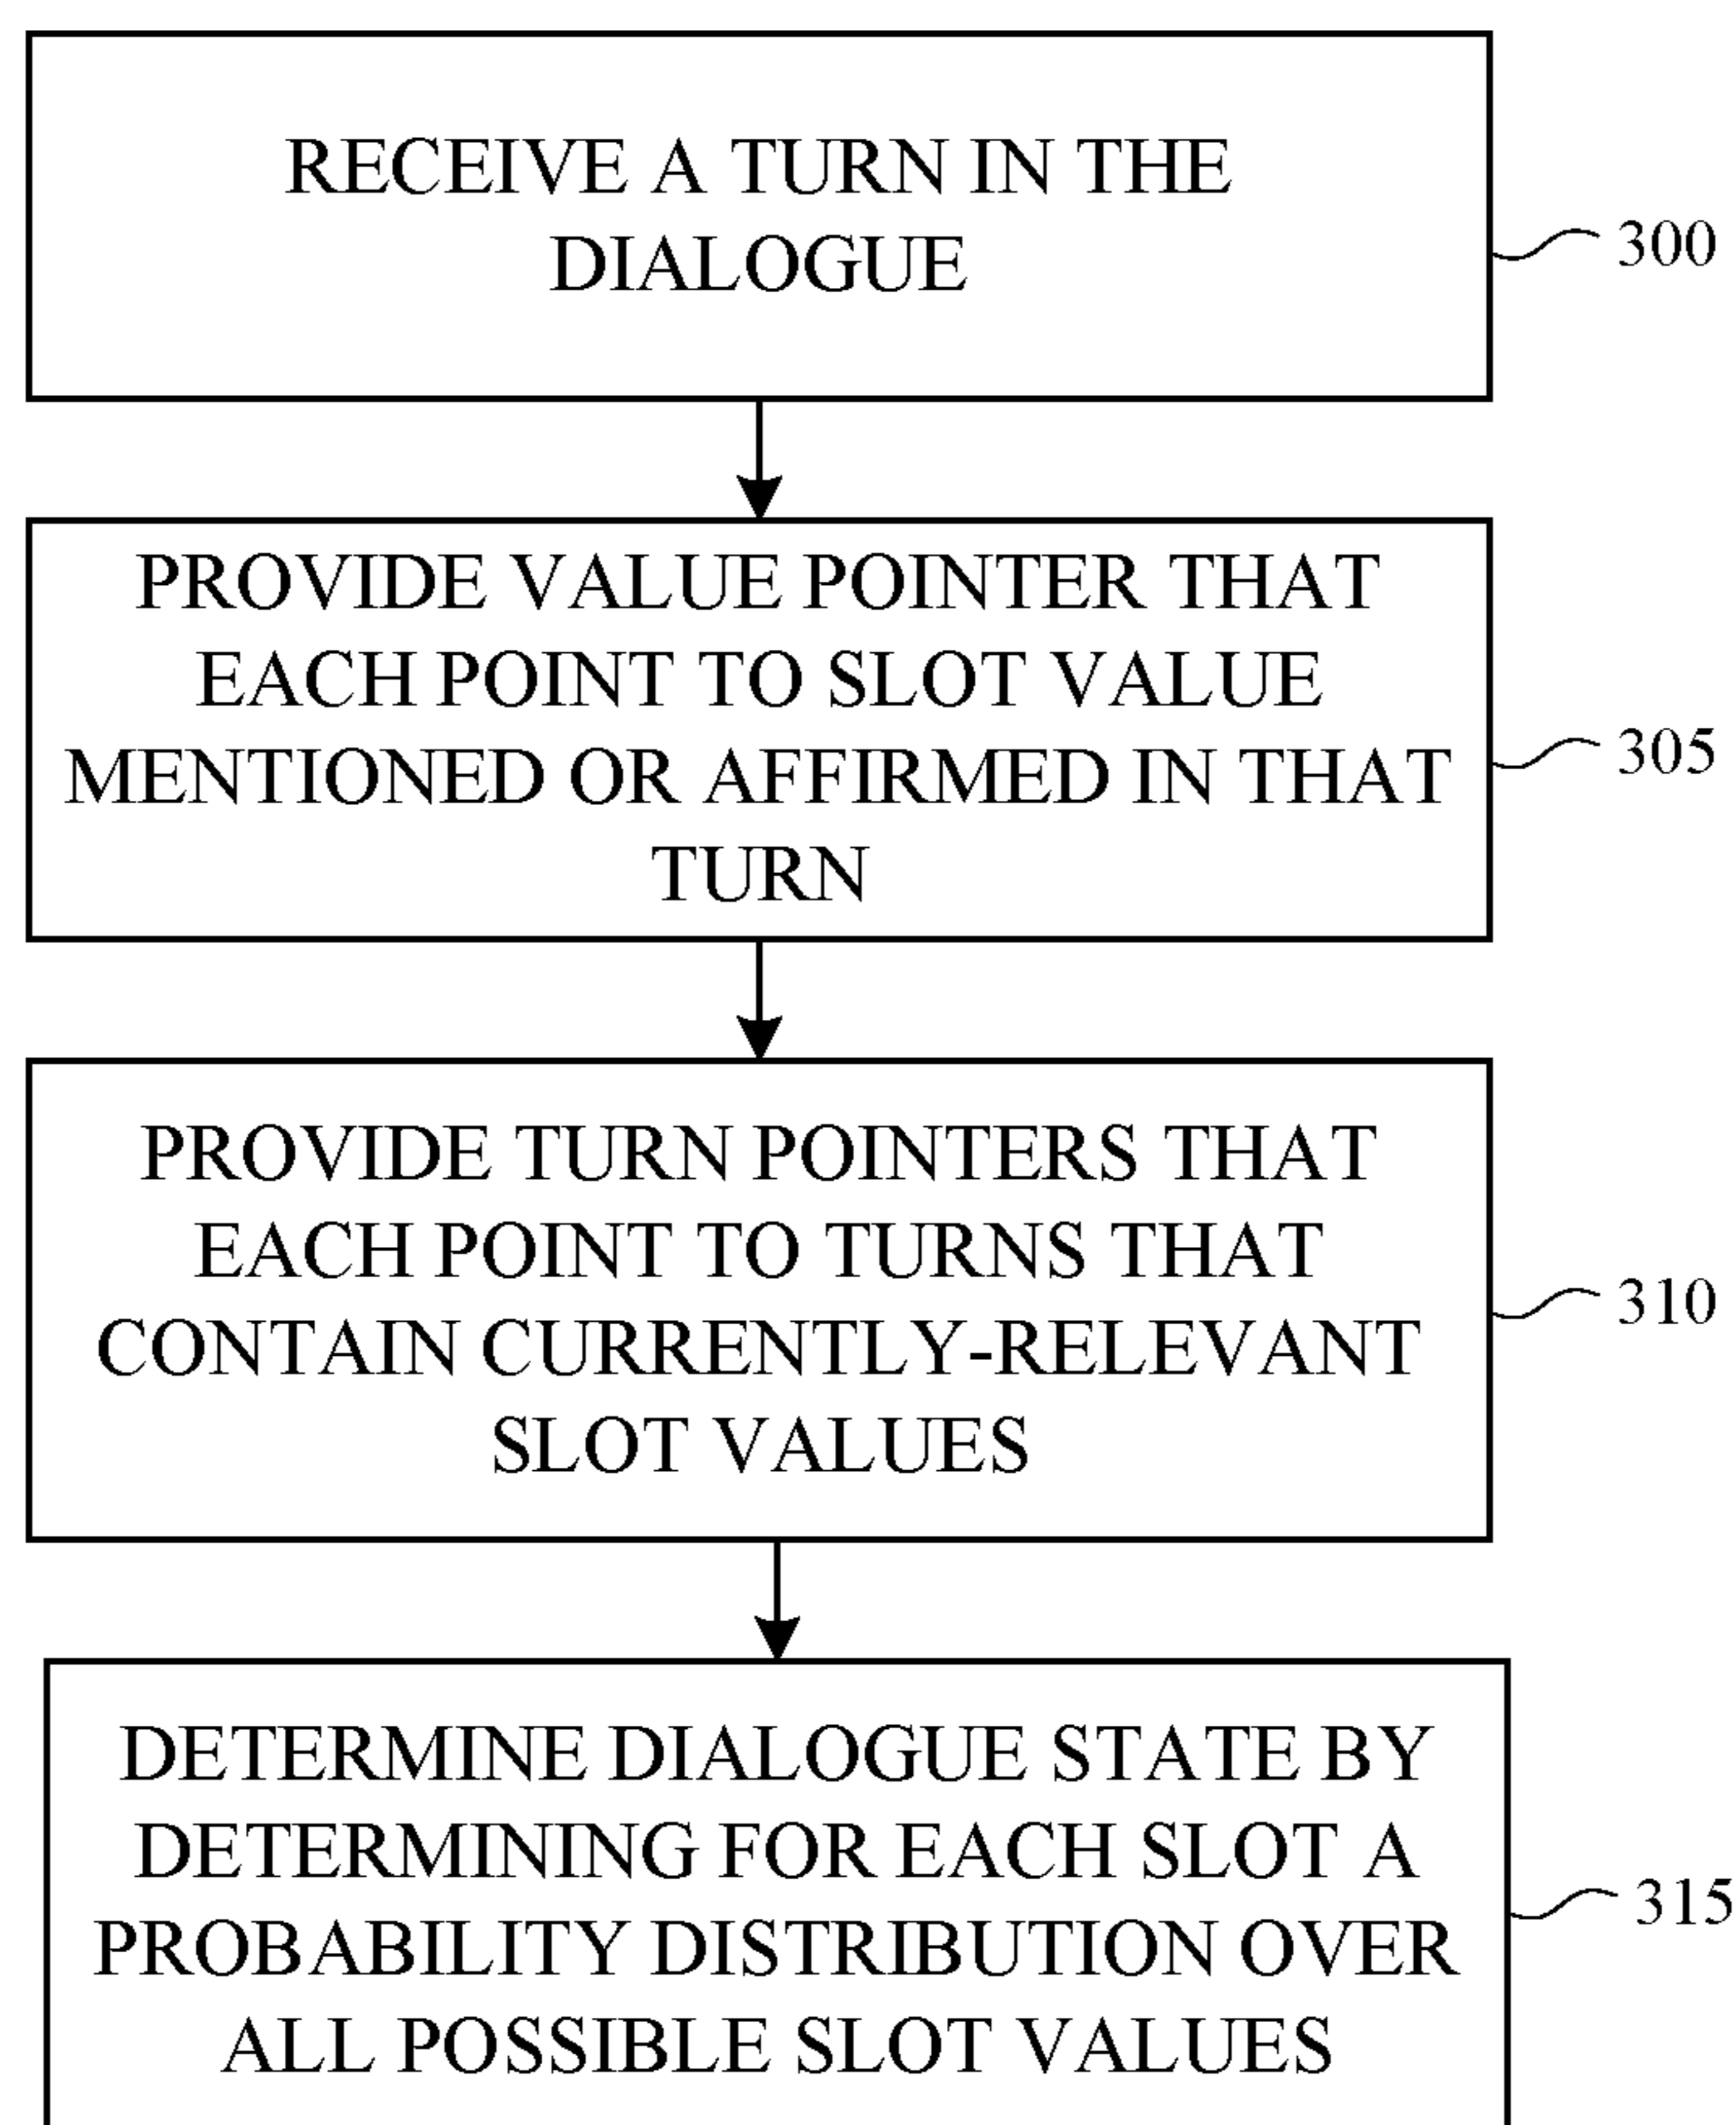 RECEIVE A TURN IN THE
DIALOGUE
300
PROVIDE VALUE POINTER THAT
EACH POINT TO SLOT VALUE
MENTIONED OR AFFIRMED IN THAT
TURN
305
PROVIDE TURN POINTERS THAT
EACH POINT TO TURNS THAT
CONTAIN CURRENTLY-RELEVANT
SLOT VALUES
310
DETERMINE DIALOGUE STATE BY
DETERMINING FOR EACH SLOT A
PROBABILITY DISTRIBUTION OVER
ALL POSSIBLE SLOT VALUES
315